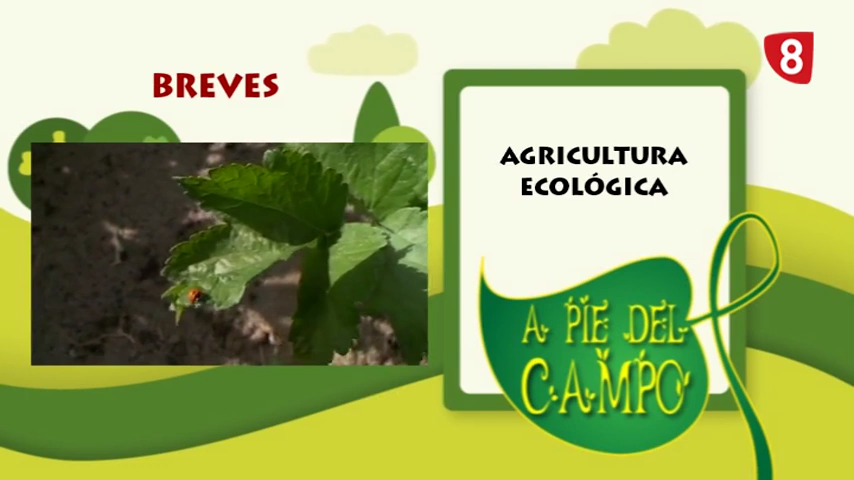 BREVES
8
AGRICULTURA
ECOLÓGICA
A PIE DEL
CAMPO